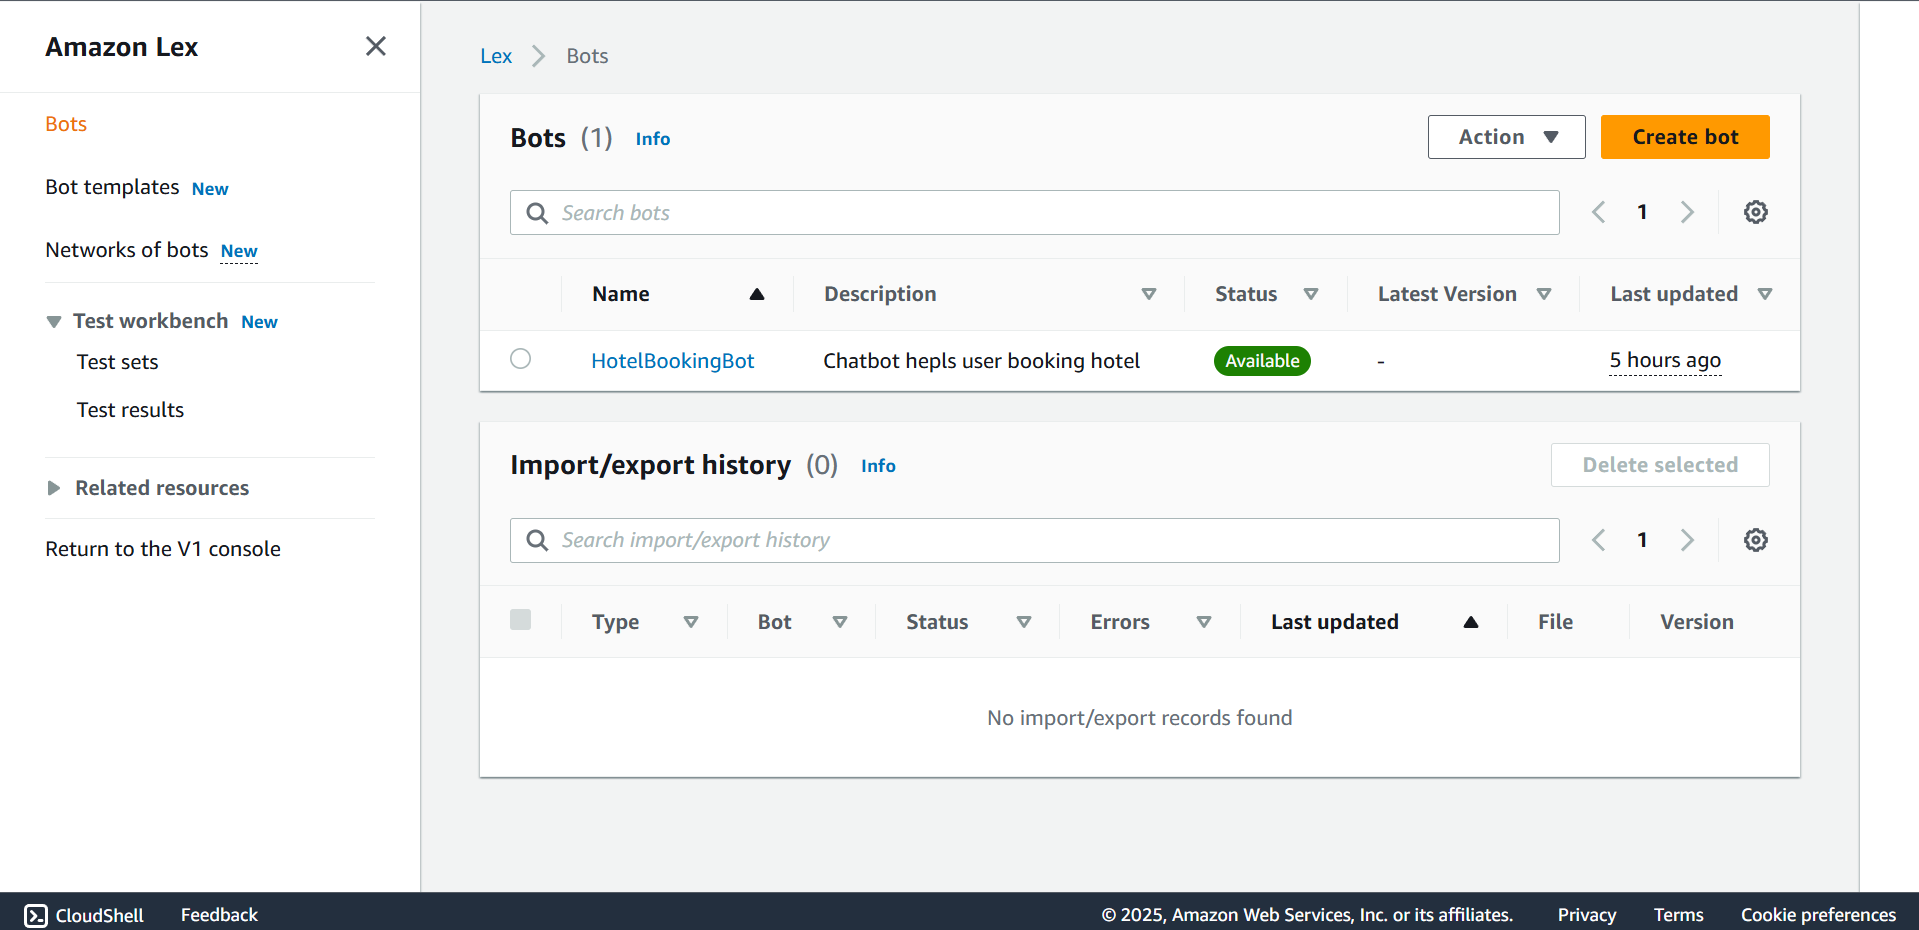 Amazon Lex
Bots
Bot templates New
Networks of bots New
Test workbench New
Test sets
Test results
Related resources
Return to the V1 console
Lex Bots
Bots (1) Info
Action Create bot
Search bots
1
Name Description Status Latest Version Last updated
HotelBookingBot Chatbot hepls user booking hotel Available - 5 hours ago
Import/export history (0) Info
Delete selected
Search import/export history
1
Type Bot Status Errors Last updated File Version
No import/export records found
CloudShell Feedback © 2025, Amazon Web Services, Inc. or its affiliates. Privacy Terms Cookie preferences